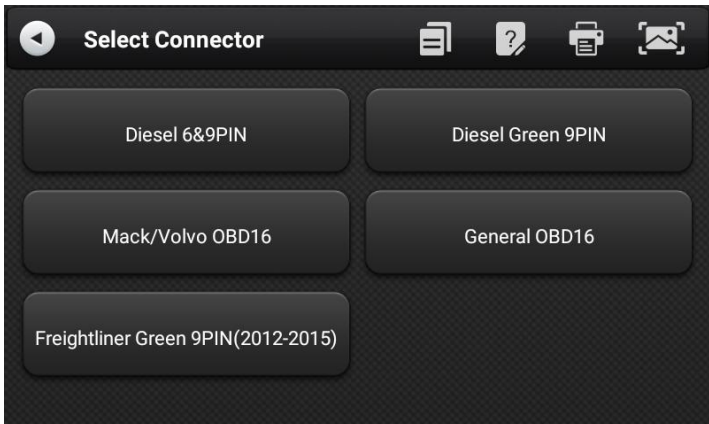 Select Connector
Diesel 6&9PIN
Diesel Green 9PIN
Mack/Volvo OBD16
General OBD16
Freightliner Green 9PIN(2012-2015)